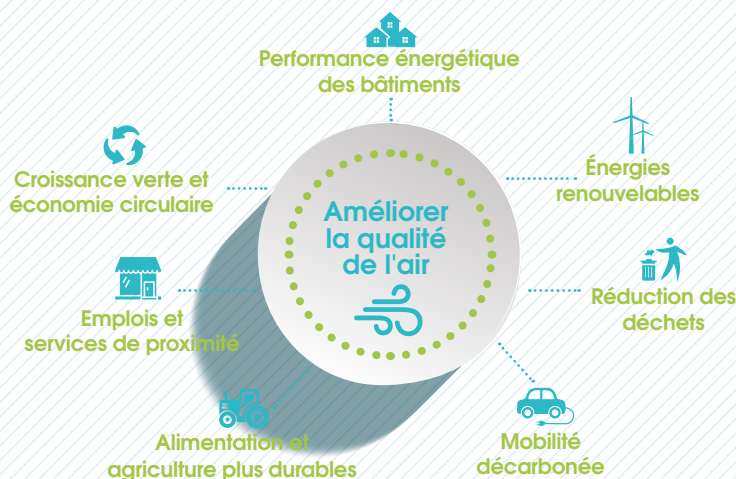 Performance énergétique
des bâtiments
Croissance verte et
économie circulaire
Énergies
renouvelables
Améliorer
la qualité
de l'air
Emplois et
services de proximité
Réduction des
déchets
Alimentation et
agriculture plus durables
Mobilité
décarbonée